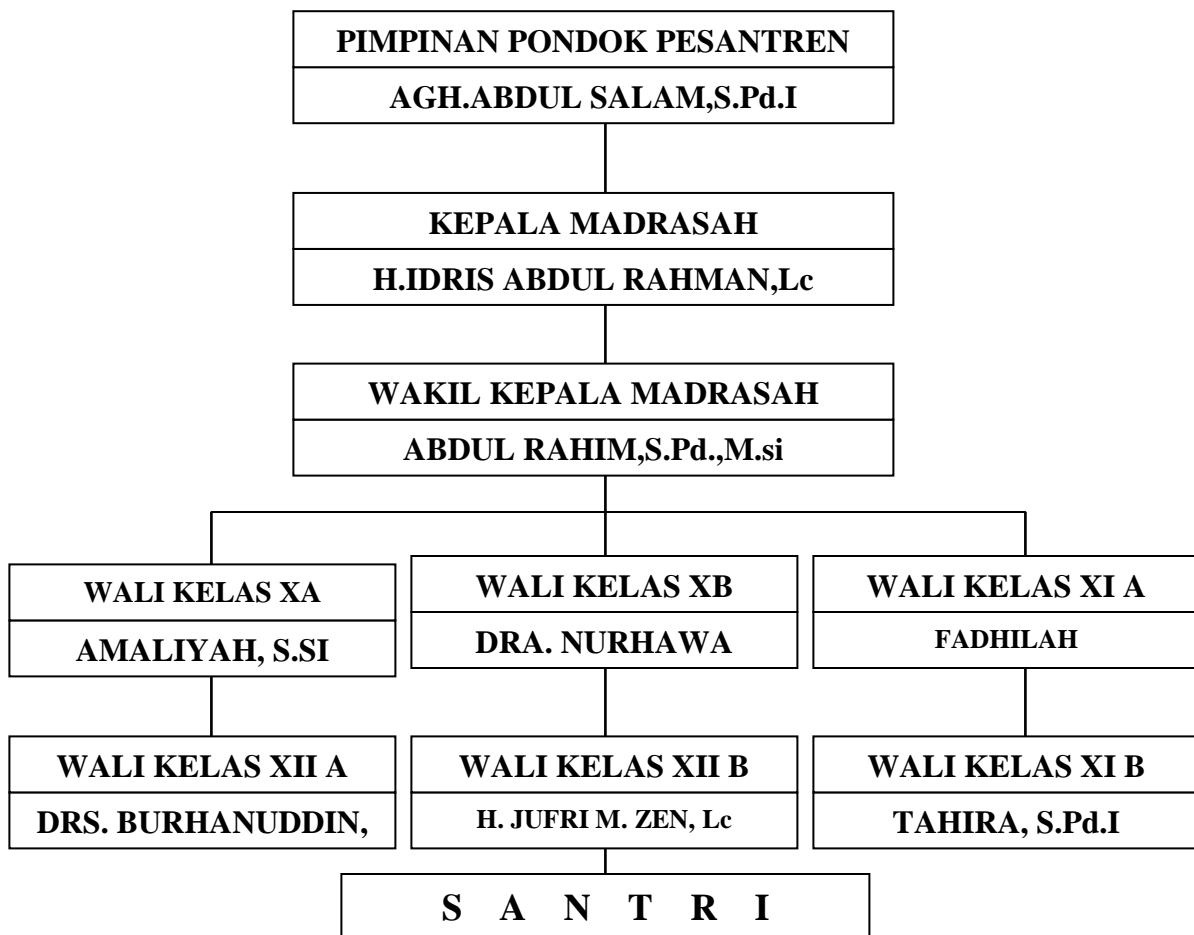 PIMPINAN PONDOK PESANTREN
AGH.ABDUL SALAM,S.Pd.I
KEPALA MADRASAH
H.IDRIS ABDUL RAHMAN,Lc
WAKIL KEPALA MADRASAH
ABDUL RAHIM,S.Pd.,M.si
WALI KELAS XA
AMALIYAH, S.SI
WALI KELAS XB
DRA. NURHAWA
WALI KELAS XI A
FADHILAH
WALI KELAS XII A
DRS. BURHANUDDIN,
WALI KELAS XII B
H. JUFRI M. ZEN, Lc
WALI KELAS XI B
TAHIRA, S.Pd.I
S A N T R I